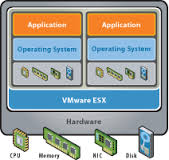 Application Application
Operating System Operating System
VMware ESX
Hardware
CPU Memory NIC Disk